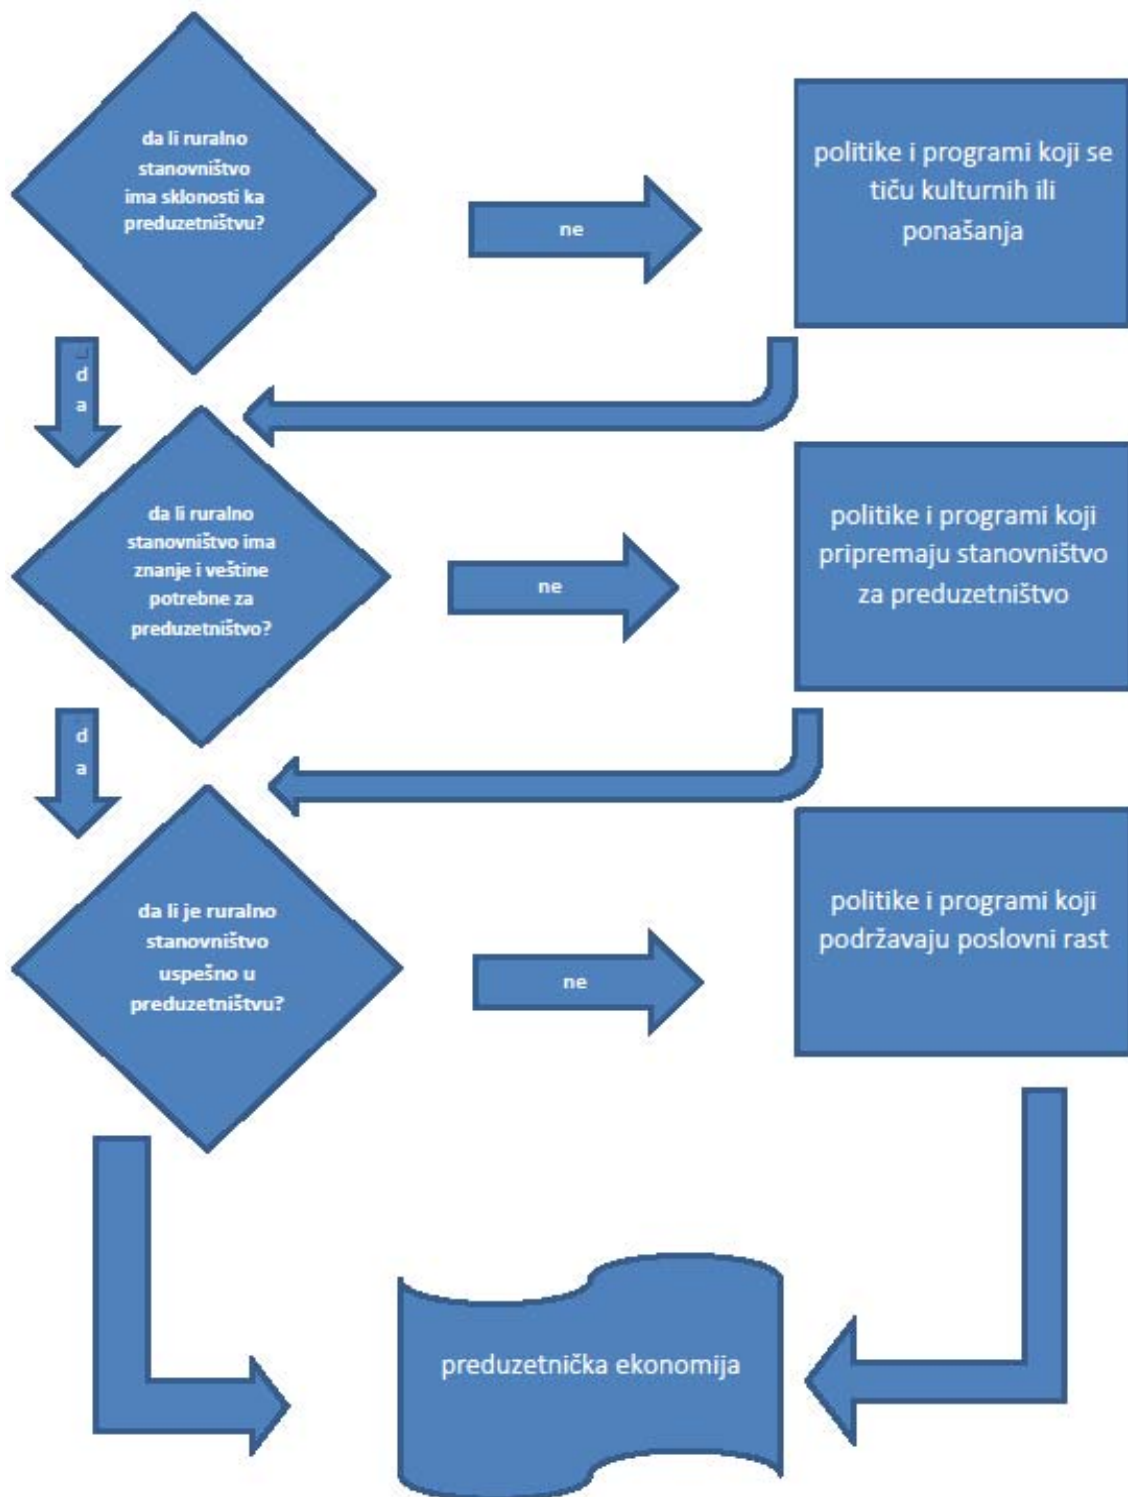 da li ruralno
stanovništvo
ima sklonosti ka
preduzetništvu?
ne
politike i programi koji se
tiču kulturnih ili
ponašanja
d
a
da li ruralno
stanovništvo ima
znanje i veštine
potrebne za
preduzetništvo?
ne
politike i programi koji
pripremaju stanovništvo
za preduzetništvo
d
a
da li je ruralno
stanovništvo
uspešno u
preduzetništvu?
ne
politike i programi koji
podržavaju poslovni rast
preduzetnička ekonomija